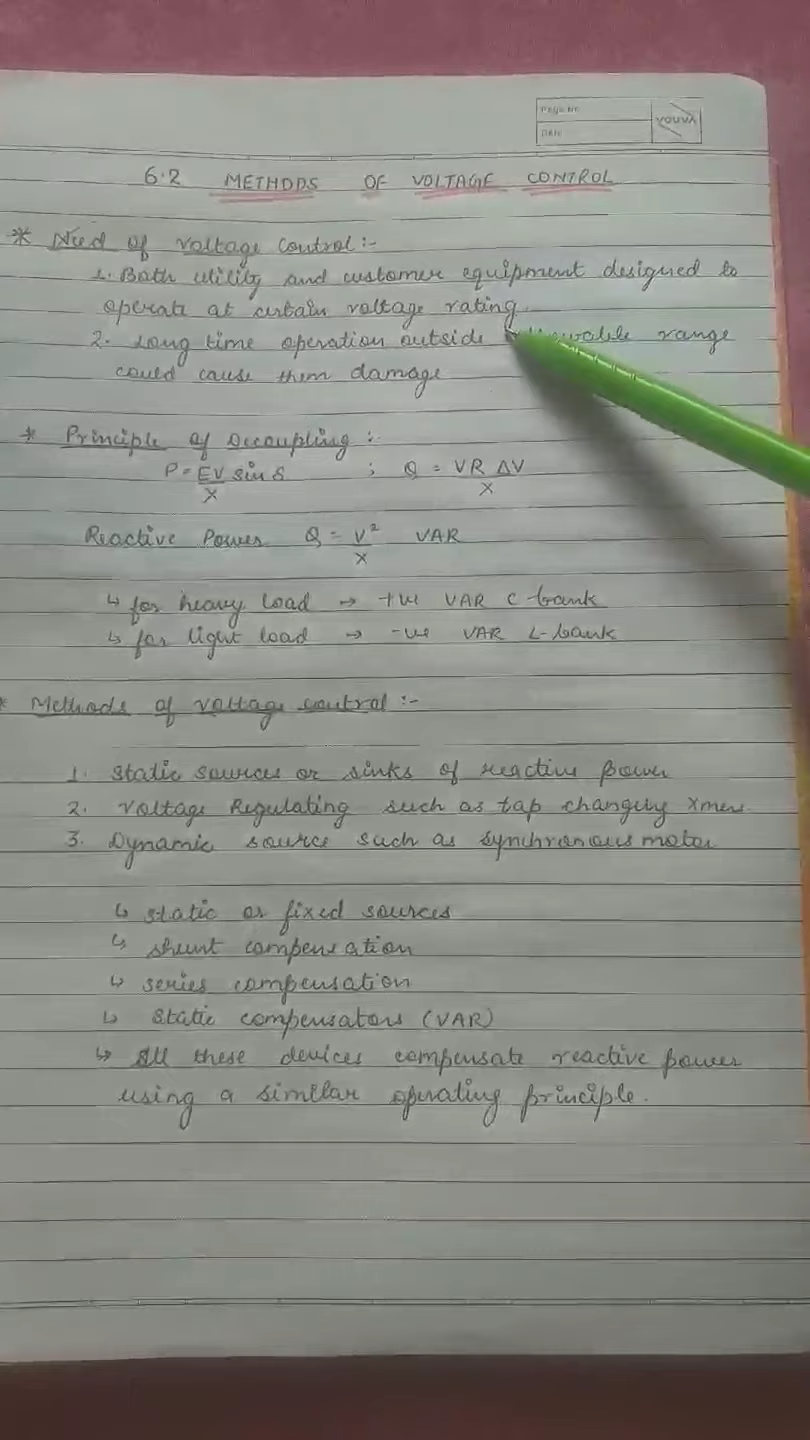 Page No.
Date
YOUVA
6.2 METHODS OF VOLTAGE CONTROL
* Need of voltage control :-
1. Both utility and customer equipment designed to
operate at certain voltage rating.
2. Long time operation outside allowable range
could cause them damage
* Principle of Decoupling :-
P = EV/X sin δ ; Q = VR ΔV/X
Reactive Power Q = V²/X VAR
↳ for heavy load → +ve VAR C-bank
↳ for light load → -ve VAR L-bank
* Methods of voltage control :-
1. Static sources or sinks of reactive power
2. Voltage Regulating such as tap changing Xmer
3. Dynamic source such as synchronous motor
↳ static or fixed sources
↳ shunt compensation
↳ series compensation
↳ static compensators (VAR)
↳ All these devices compensate reactive power
using a similar operating principle.